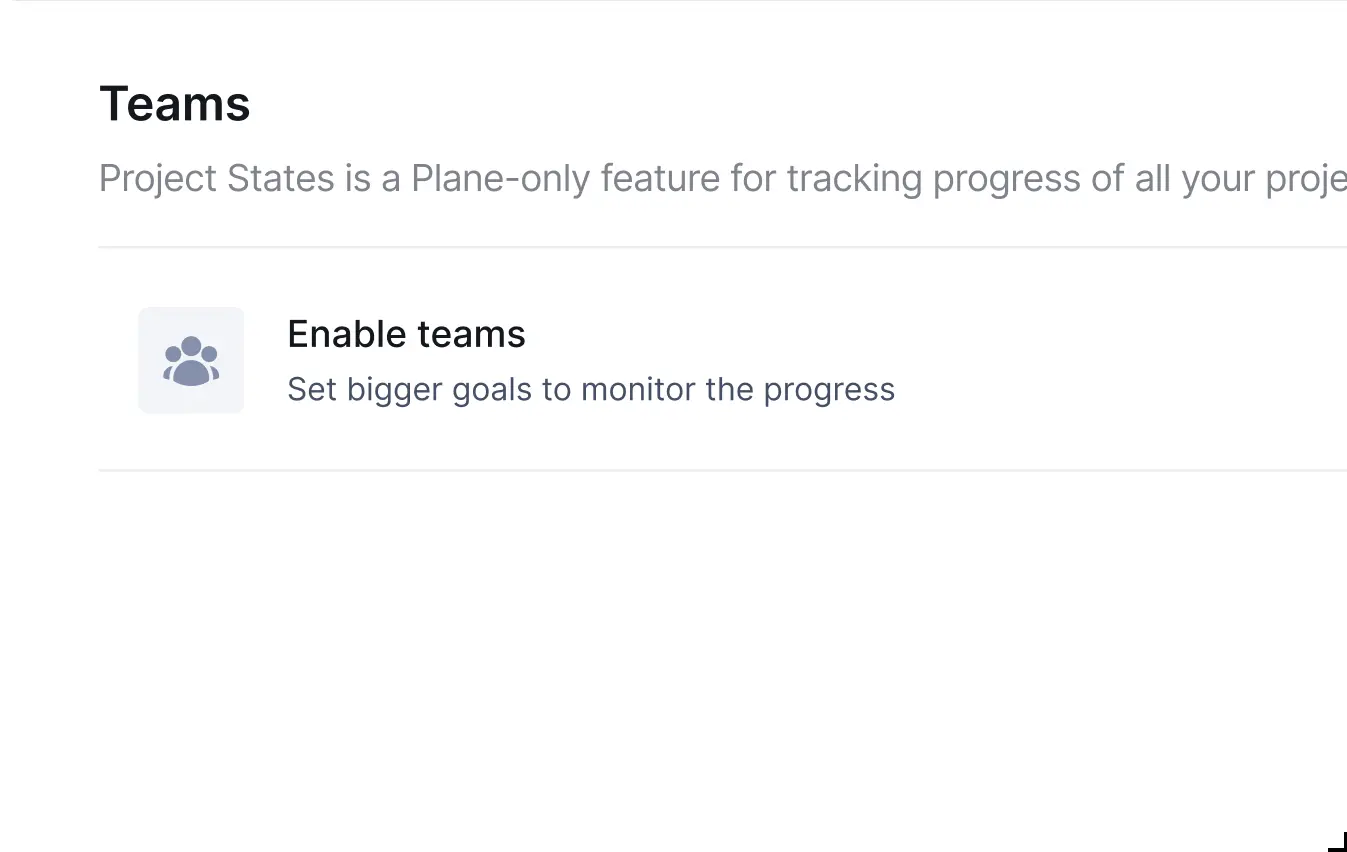 Teams
Project States is a Plane-only feature for tracking progress of all your proje
Enable teams
Set bigger goals to monitor the progress